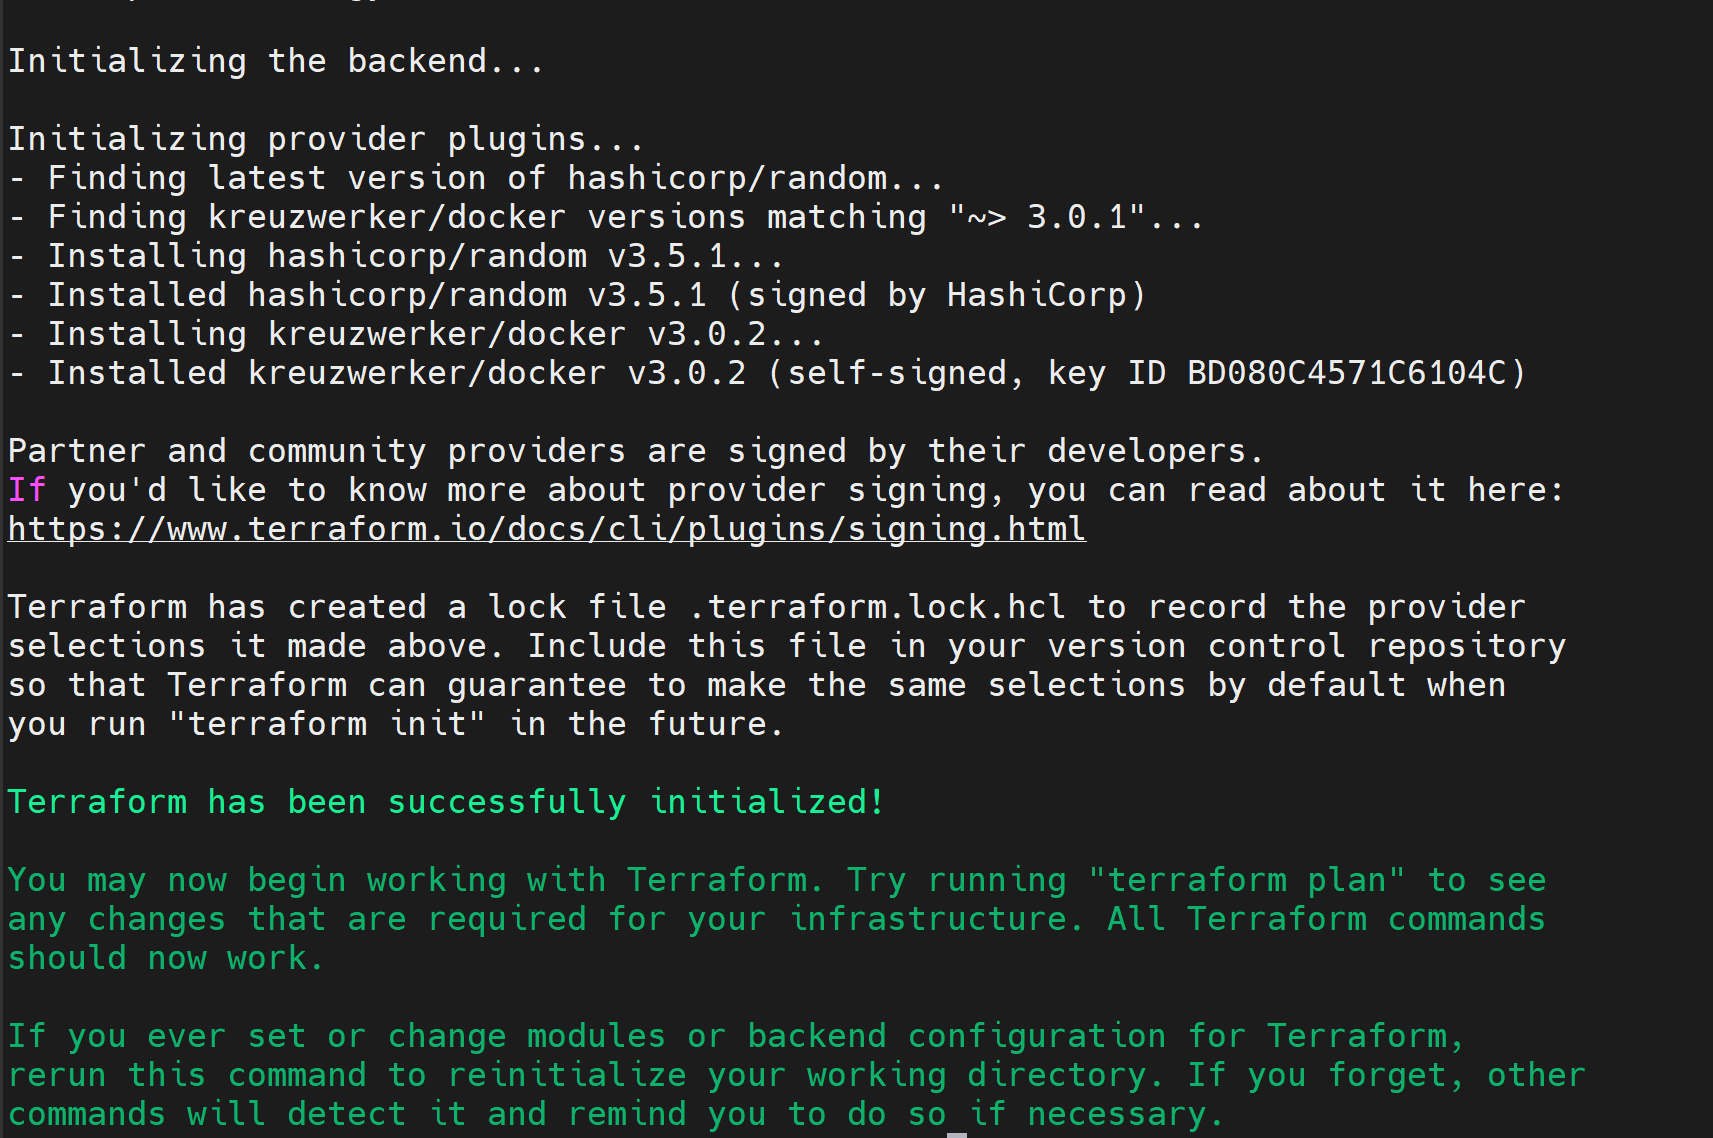 Initializing the backend...
Initializing provider plugins...
- Finding latest version of hashicorp/random...
- Finding kreuzwerker/docker versions matching "~> 3.0.1"...
- Installing hashicorp/random v3.5.1...
- Installed hashicorp/random v3.5.1 (signed by HashiCorp)
- Installing kreuzwerker/docker v3.0.2...
- Installed kreuzwerker/docker v3.0.2 (self-signed, key ID BD080C4571C6104C)
Partner and community providers are signed by their developers.
If you'd like to know more about provider signing, you can read about it here:
https://www.terraform.io/docs/cli/plugins/signing.html
Terraform has created a lock file .terraform.lock.hcl to record the provider
selections it made above. Include this file in your version control repository
so that Terraform can guarantee to make the same selections by default when
you run "terraform init" in the future.
Terraform has been successfully initialized!
You may now begin working with Terraform. Try running "terraform plan" to see
any changes that are required for your infrastructure. All Terraform commands
should now work.
If you ever set or change modules or backend configuration for Terraform,
rerun this command to reinitialize your working directory. If you forget, other
commands will detect it and remind you to do so if necessary.